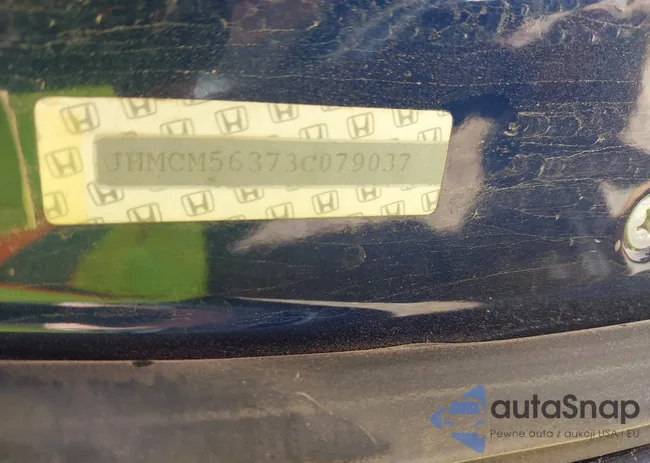 JHMCM56373C079037
autaSnap
Pewne auta z aukcji USA i EU